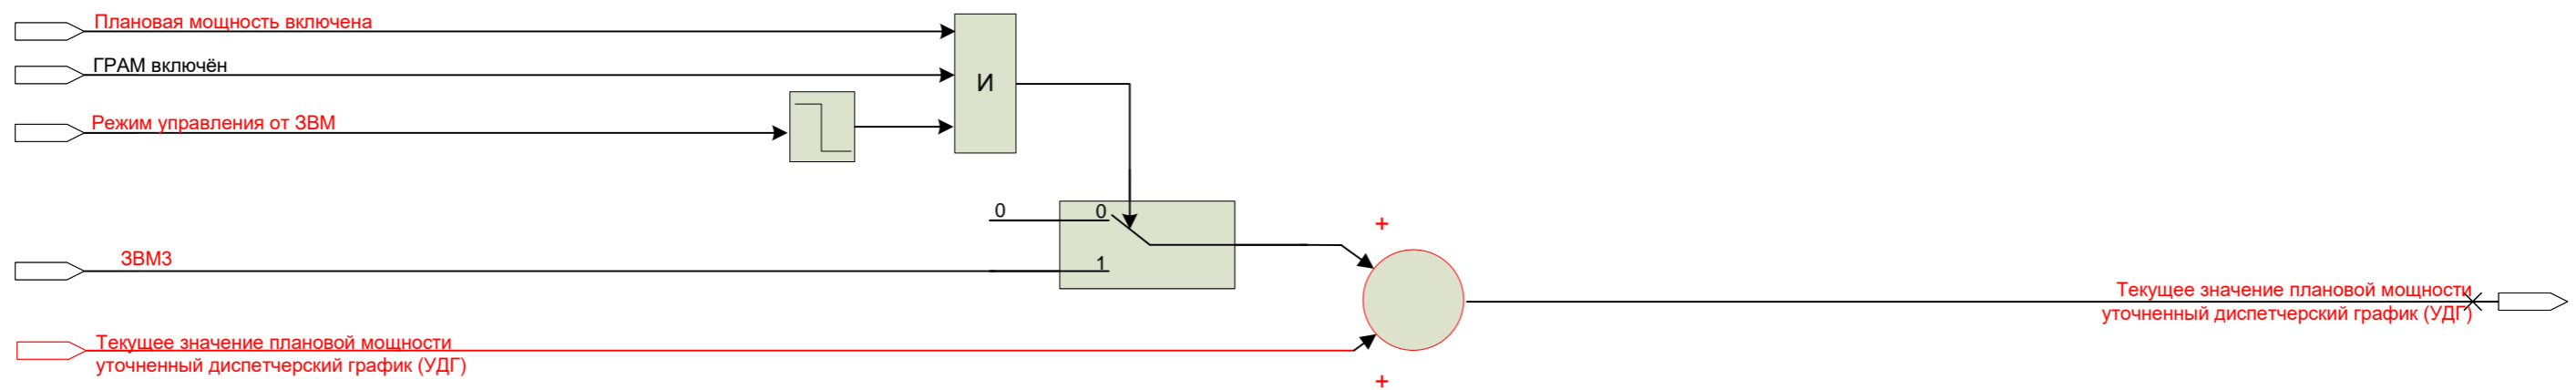 Плановая мощность включена
ГРАМ включён
И
Режим управления от ЗВМ
0
0
+
ЗВМЗ
1
Текущее значение плановой мощности
уточненный диспетчерский график (УДГ)
Текущее значение плановой мощности
уточненный диспетчерский график (УДГ)
+